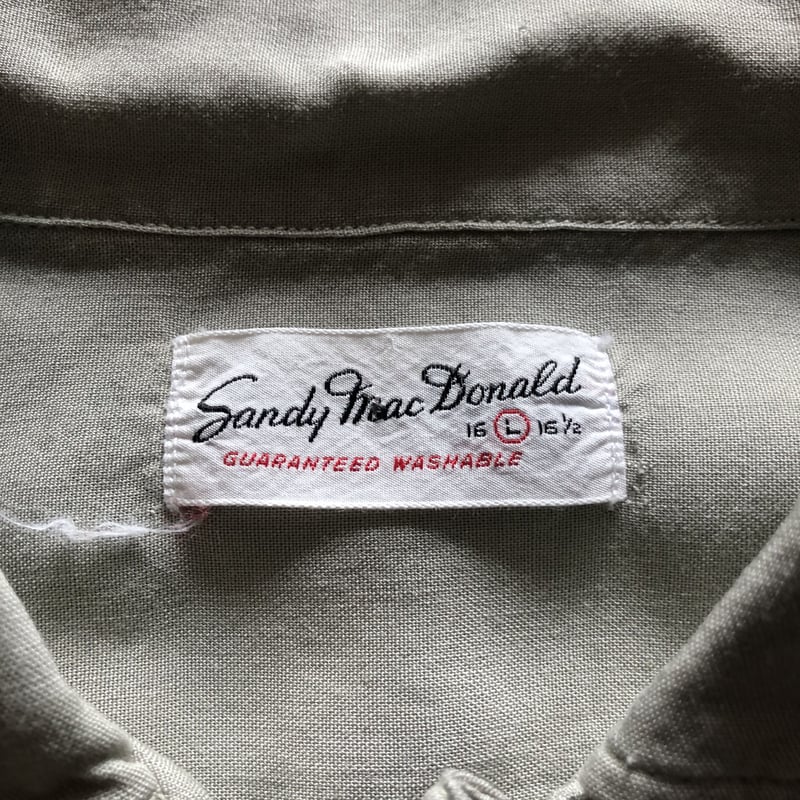 Sandy MacDonald
16 L 16½
GUARANTEED WASHABLE